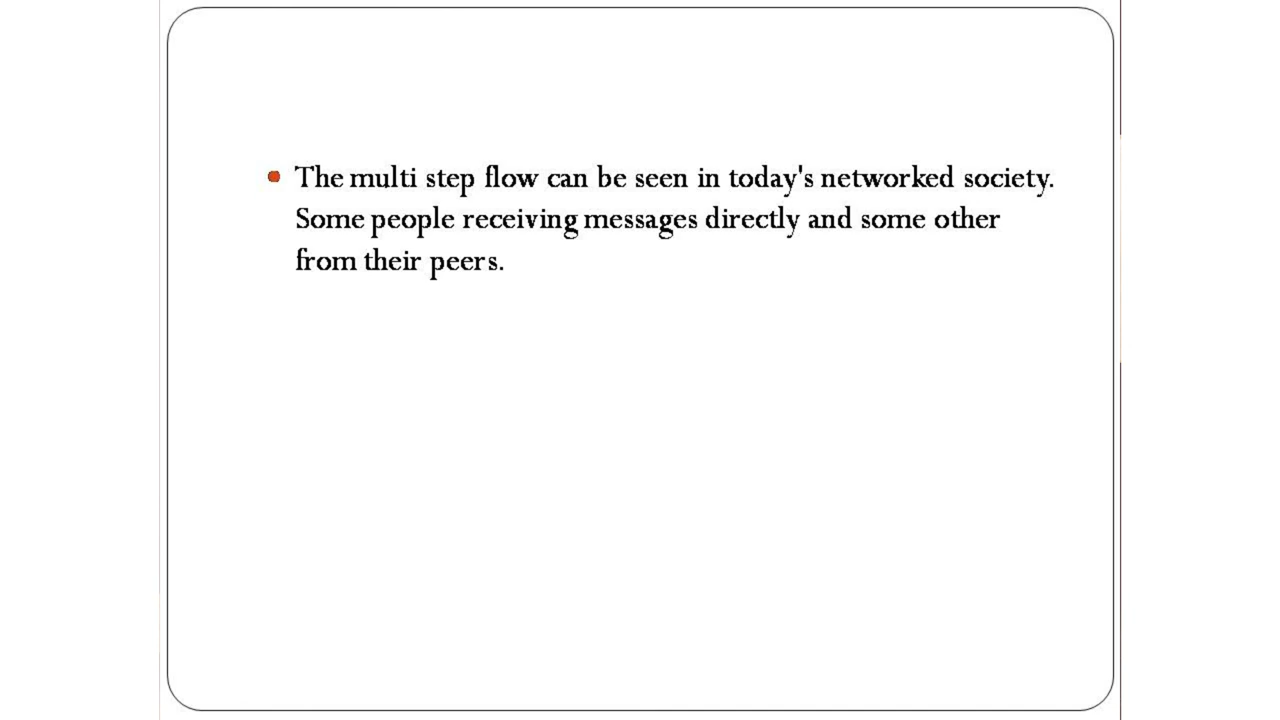 The multi step flow can be seen in today's networked society.
Some people receiving messages directly and some other
from their peers.